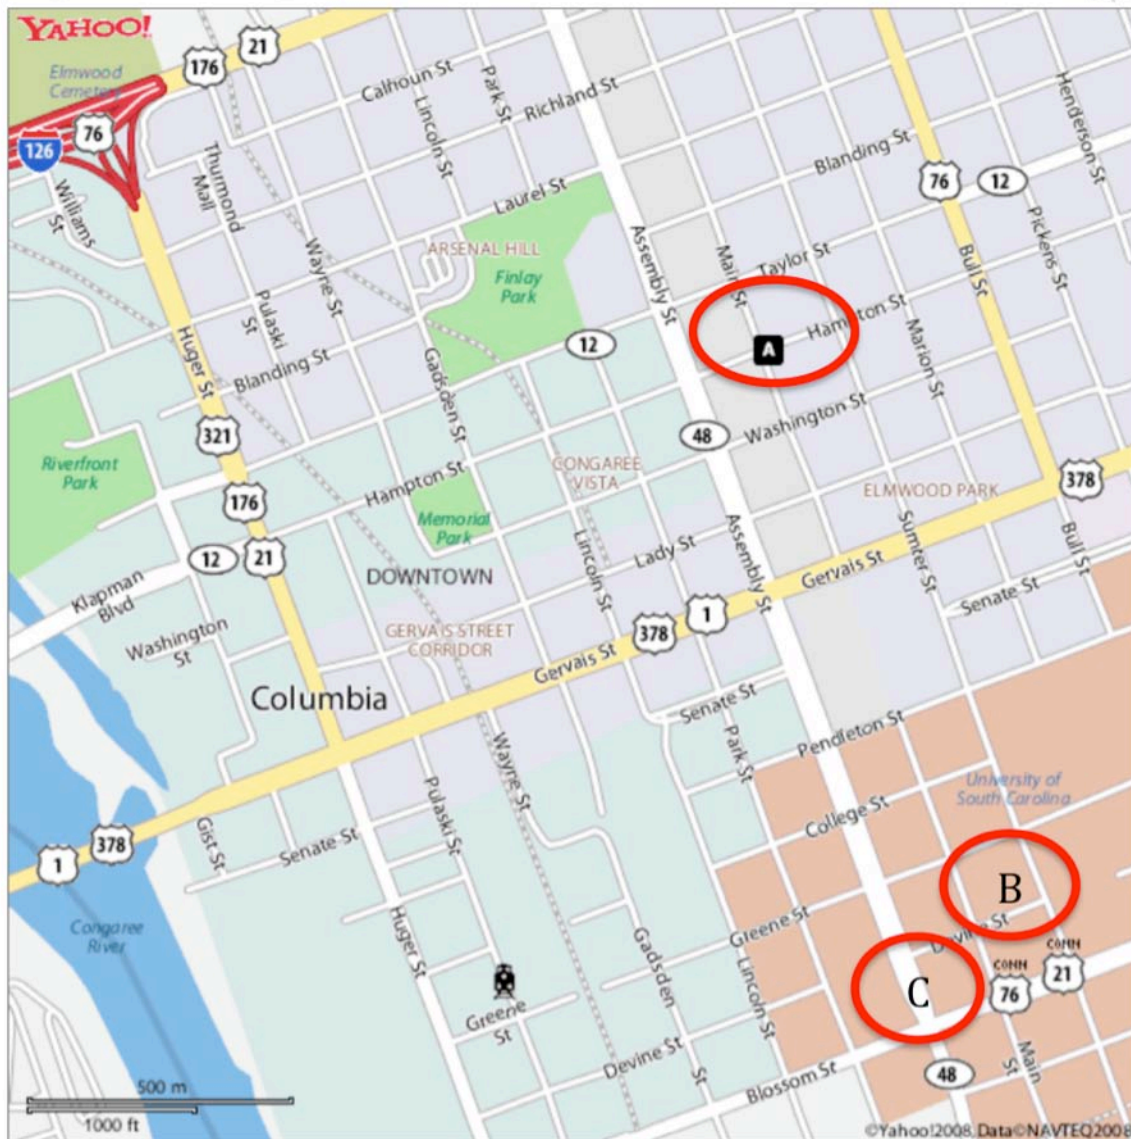 YAHOO!
21
176
Elmwood
Cemetery
76
126
Calhoun St
Park St
Lincoln St
Richland St
Henderson St
Thurmond
Mall
Williams
St
Laurel St
Blanding St
76
12
Wayne St
ARSENAL HILL
Finlay
Park
Assembly St
Main St
Taylor St
Bull St
Pickens St
Pulaski
St
Huger St
12
A
Hampton St
Marion St
Blanding St
Gadsden St
321
48
Washington St
Riverfront
Park
CONGAREE
VISTA
ELMWOOD PARK
378
Hampton St
176
Memorial
Park
12
21
Lincoln St
Lady St
Assembly St
Sumter St
Bull St
Gervais St
DOWNTOWN
Klapman
Blvd
Senate St
Washington
St
GERVAIS STREET
CORRIDOR
378
1
Gervais St
Columbia
Senate St
Park St
Pendleton St
Wayne St
University of
South Carolina
Pulaski St
College St
Gist St
Senate St
378
1
B
Congaree
River
Huger St
Gadsden
St
Greene St
Devine St
Lincoln St
C
CONN
76
CONN
21
Greene
St
Devine St
Blossom St
48
Main
St
500 m
1000 ft
©Yahoo!2008, Data©NAVTEQ2008